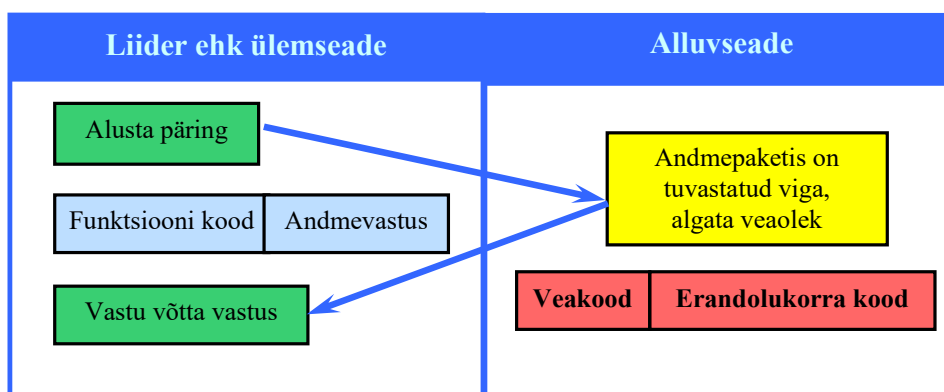 Liider ehk ülemseade
Alluvseade
Alusta päring
Funktsiooni kood
Andmevastus
Vastu võtta vastus
Andmepaketis on
tuvastatud viga,
algata veaolek
Veakood
Erandolukorra kood